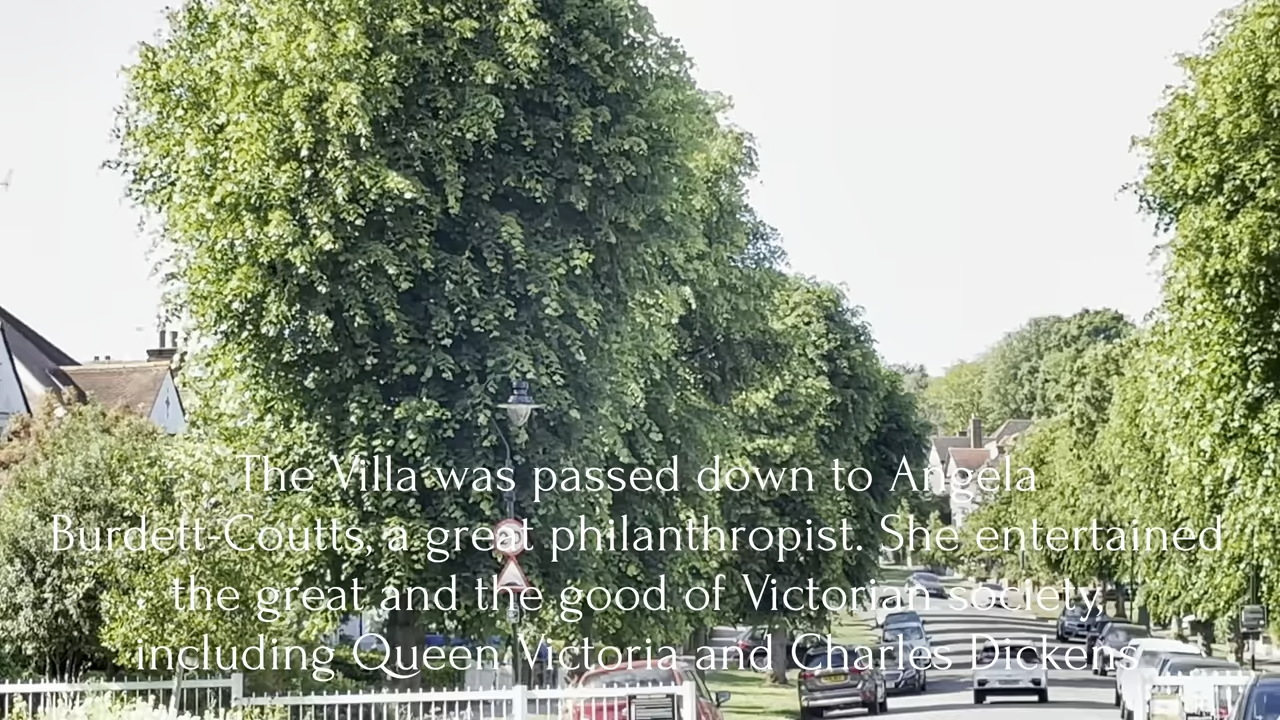 The Villa was passed down to Angela
Burdett-Coutts, a great philanthropist. She entertained
the great and the good of Victorian society,
including Queen Victoria and Charles Dickens